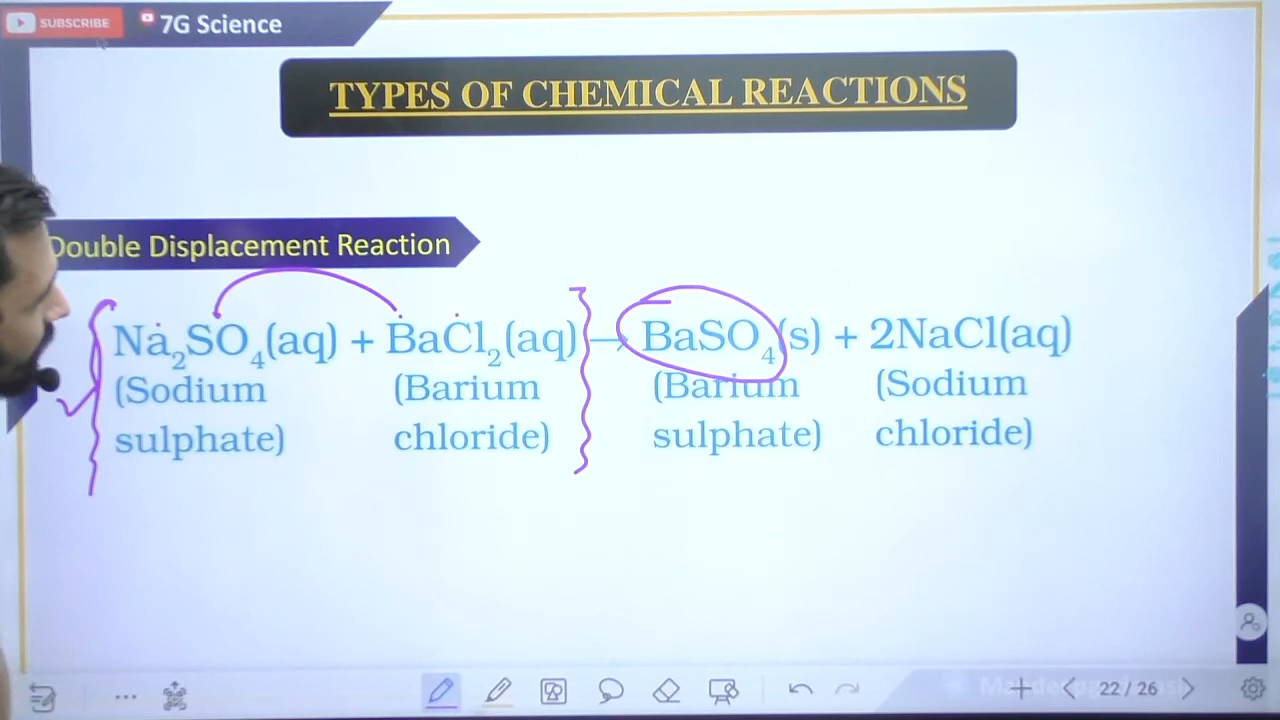 SUBSCRIBE
7G Science
TYPES OF CHEMICAL REACTIONS
Double Displacement Reaction
Na₂SO₄(aq) + BaCl₂(aq) → BaSO₄(s) + 2NaCl(aq)
(Sodium (Barium (Barium (Sodium
sulphate) chloride) sulphate) chloride)
22 / 26